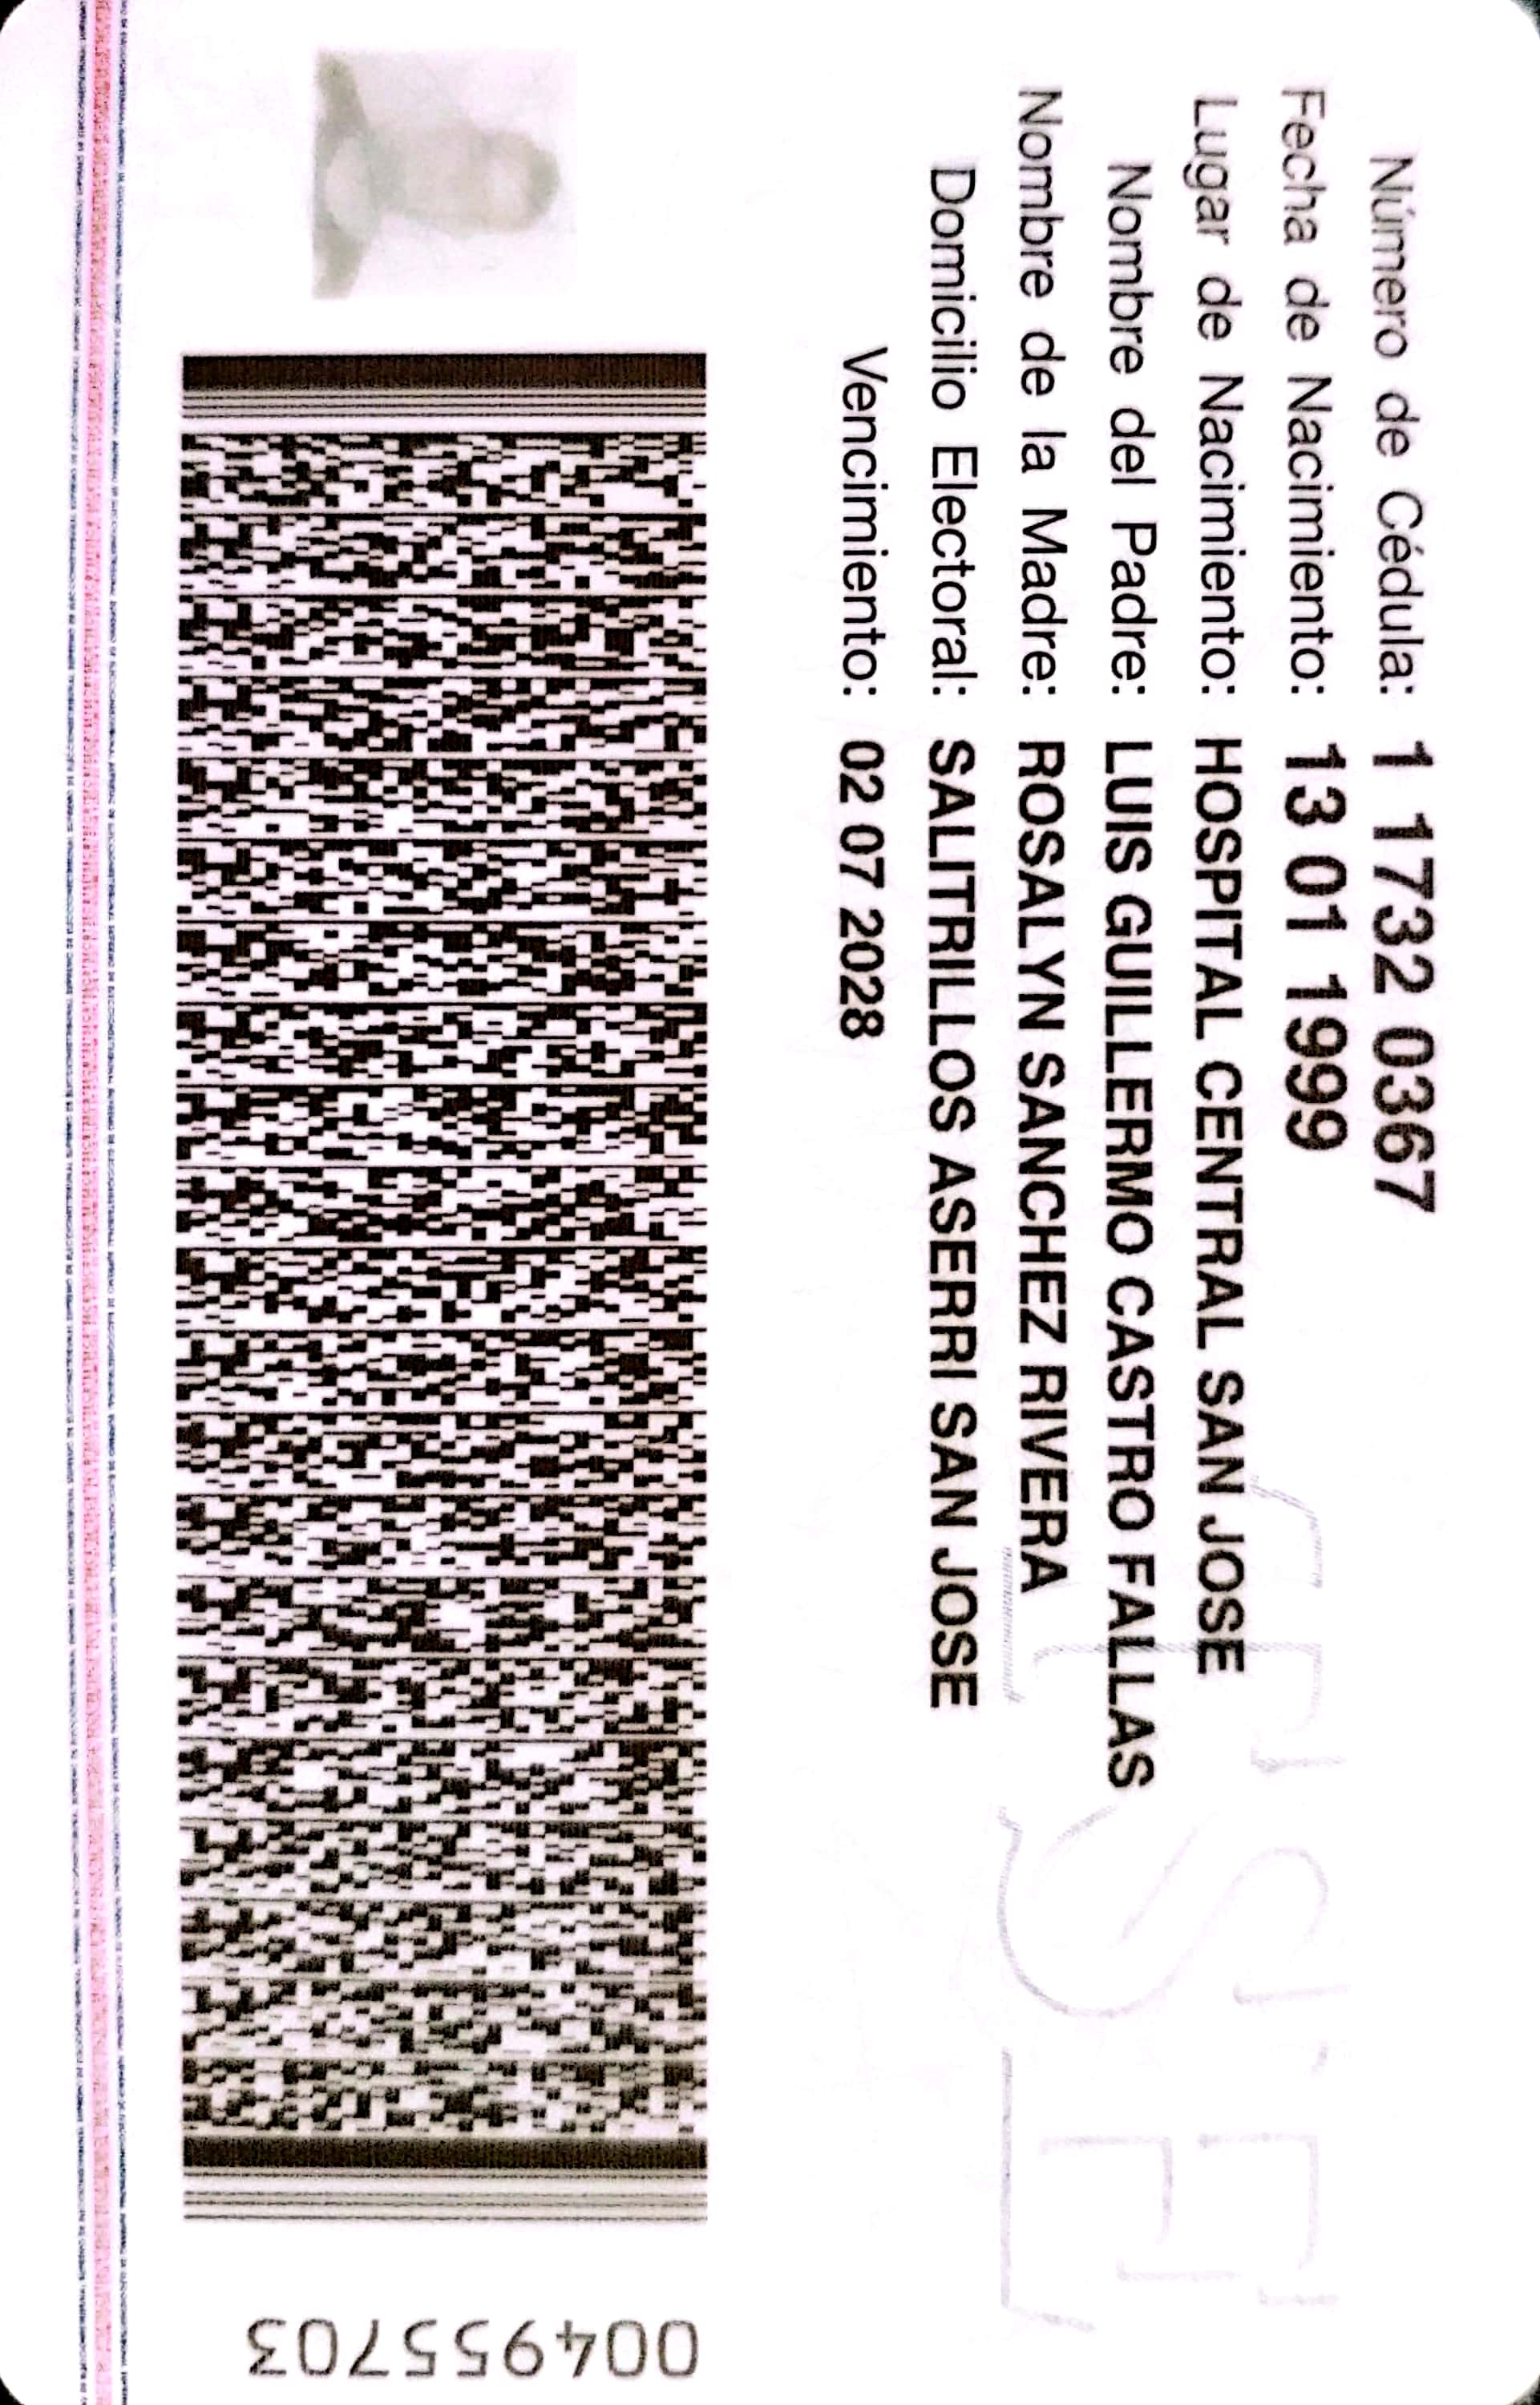 Número de Cédula: 1 1732 0367
Fecha de Nacimiento: 13 01 1999
Lugar de Nacimiento: HOSPITAL CENTRAL SAN JOSE
Nombre del Padre: LUIS GUILLERMO CASTRO FALLAS
Nombre de la Madre: ROSALYN SANCHEZ RIVERA
Domicilio Electoral: SALITRILLOS ASERRI SAN JOSE
Vencimiento: 02 07 2028
TSE
004955703